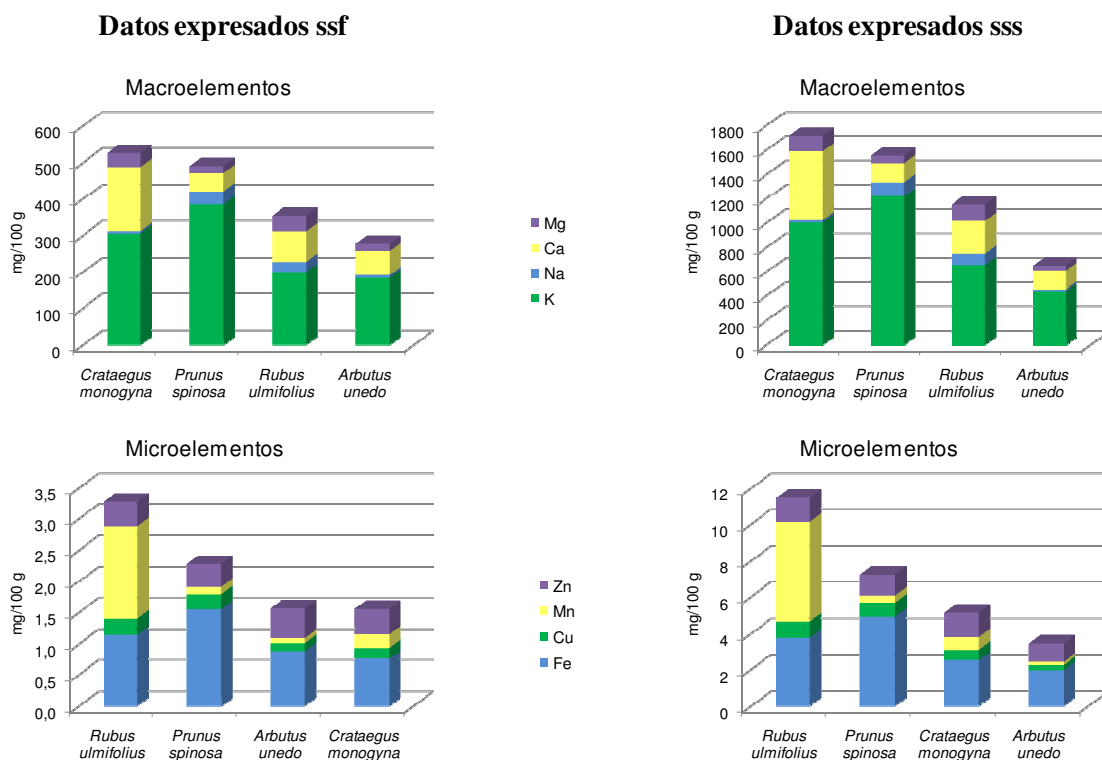 Datos expresados ssf
Datos expresados sss
Macroelementos
600
500
400
300
200
100
0
mg/100 g
Crataegus
monogyna
Prunus
spinosa
Rubus
ulmifolius
Arbutus
unedo
Mg
Ca
Na
K
Macroelementos
1800
1600
1400
1200
1000
800
600
400
200
0
mg/100 g
Crataegus
monogyna
Prunus
spinosa
Rubus
ulmifolius
Arbutus
unedo
Microelementos
3,5
3,0
2,5
2,0
1,5
1,0
0,5
0,0
mg/100 g
Rubus
ulmifolius
Prunus
spinosa
Arbutus
unedo
Crataegus
monogyna
Zn
Mn
Cu
Fe
Microelementos
12
10
8
6
4
2
0
mg/100 g
Rubus
ulmifolius
Prunus
spinosa
Crataegus
monogyna
Arbutus
unedo